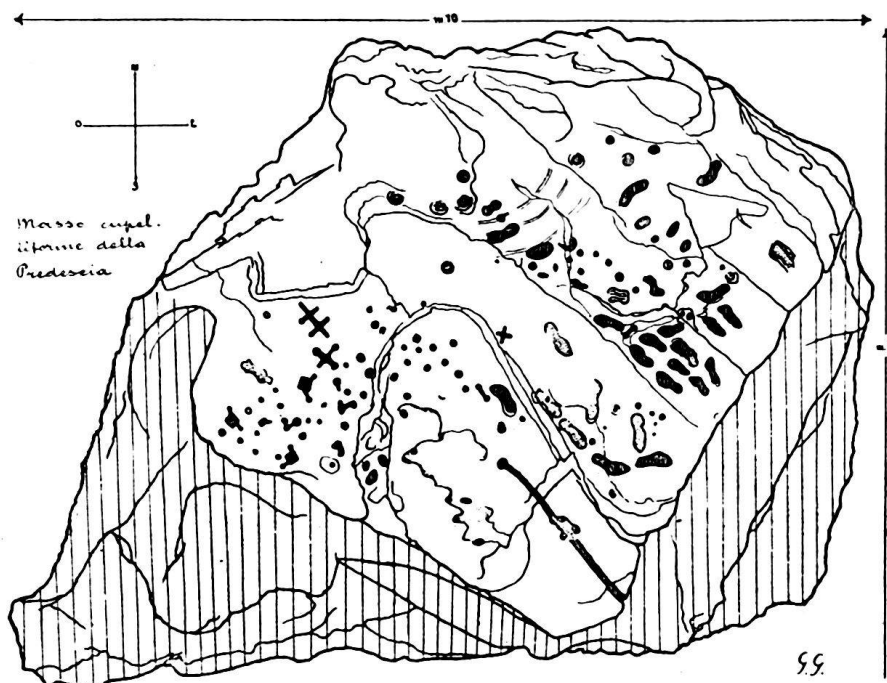 m 10
N
O E
S
Masso cupel-
liforme della
Predescia
G.G.